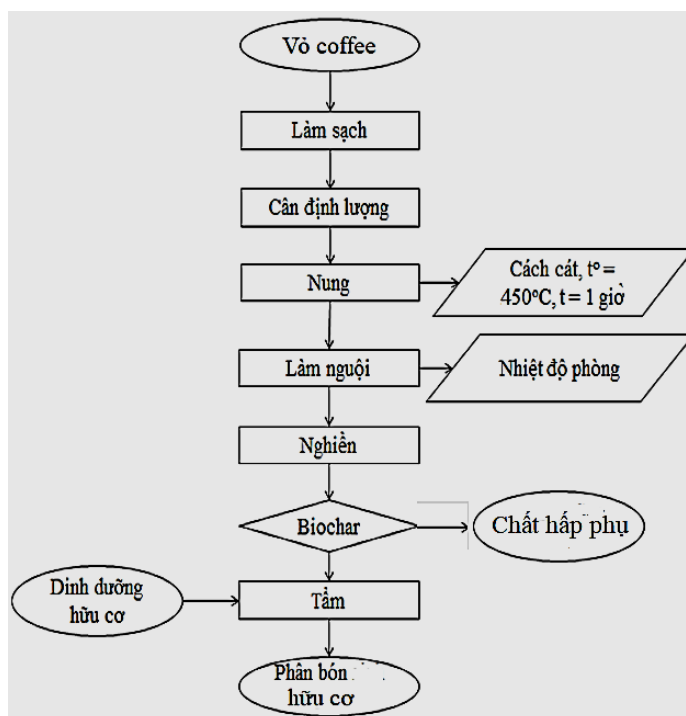 Vỏ coffee
Làm sạch
Cân định lượng
Nung
Cách cát, tº =
450ºC, t = 1 giờ
Làm nguội
Nhiệt độ phòng
Nghiền
Biochar
Chất hấp phụ
Dinh dưỡng
hữu cơ
Tẩm
Phân bón
hữu cơ